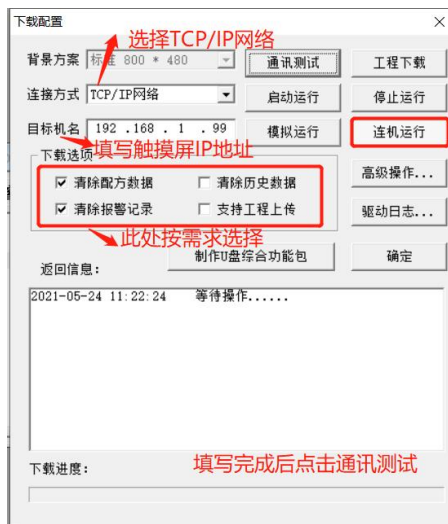 下载配置
选择TCP/IP网络
背景方案 标准 800 * 480 通讯测试 工程下载
连接方式 TCP/IP网络 启动运行 停止运行
目标机名 192 .168 . 1 . 99 模拟运行 连机运行
填写触摸屏IP地址
下载选项
高级操作...
清除配方数据 清除历史数据
清除报警记录 支持工程上传 驱动日志...
此处按需求选择
制作U盘综合功能包 确定
返回信息：
2021-05-24 11:22:24 等待操作......
填写完成后点击通讯测试
下载进度：